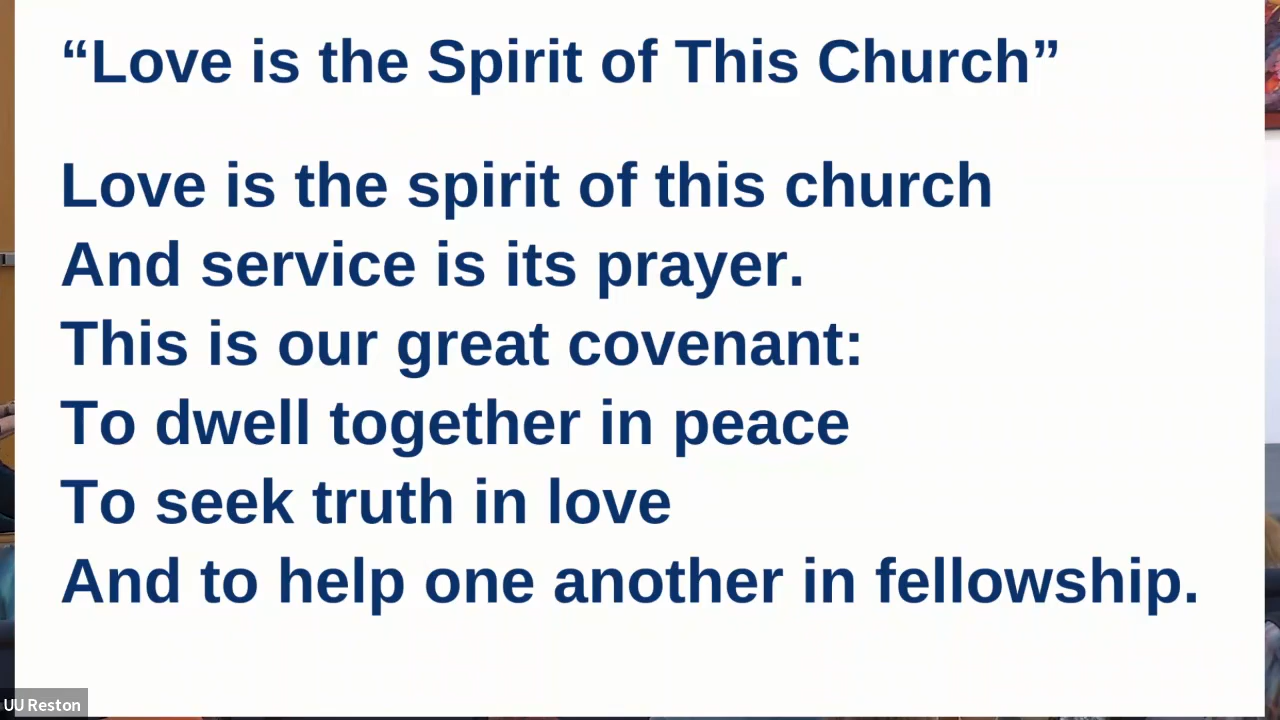 “Love is the Spirit of This Church”
Love is the spirit of this church
And service is its prayer.
This is our great covenant:
To dwell together in peace
To seek truth in love
And to help one another in fellowship.
UU Reston